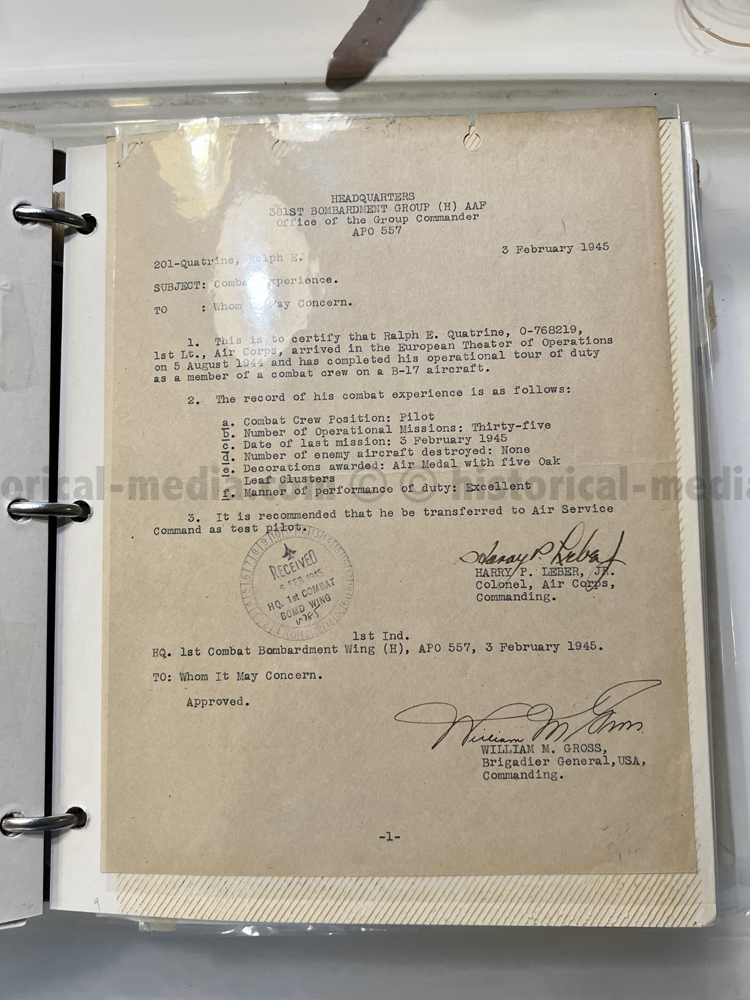 HEADQUARTERS
381ST BOMBARDMENT GROUP (H) AAF
Office of the Group Commander
APO 557
3 February 1945
201-Quatrine, Ralph E.
SUBJECT: Combat Experience.
TO : Whom It May Concern.
1. This is to certify that Ralph E. Quatrine, O-768219,
1st Lt., Air Corps, arrived in the European Theater of Operations
on 5 August 1944 and has completed his operational tour of duty
as a member of a combat crew on a B-17 aircraft.
2. The record of his combat experience is as follows:
a. Combat Crew Position: Pilot
b. Number of Operational Missions: Thirty-five
c. Date of last mission: 3 February 1945
d. Number of enemy aircraft destroyed: None
e. Decorations awarded: Air Medal with five Oak
Leaf Clusters
f. Manner of performance of duty: Excellent
orical-media © © historical-media
3. It is recommended that he be transferred to Air Service
Command as test pilot.
RECEIVED
FEB 1945
HQ. 1st COMBAT
BOMB WING
Harry P. Leber Jr
HARRY P. LEBER, JR.
Colonel, Air Corps,
Commanding.
1st Ind.
HQ. 1st Combat Bombardment Wing (H), APO 557, 3 February 1945.
TO: Whom It May Concern.
Approved.
William M Gross
WILLIAM M. GROSS,
Brigadier General,USA,
Commanding.
-1-